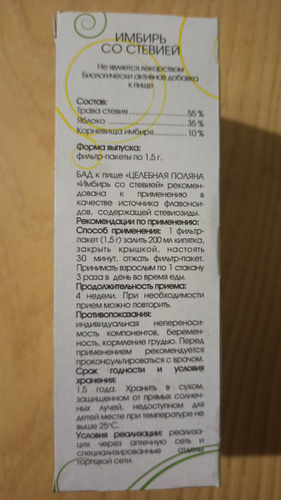 ИМБИРЬ
СО СТЕВИЕЙ
Не является лекарством
Биологически активная добавка
к пище
Состав:
Трава стевия ........................ 55 %
Яблоко ................................ 35 %
Корневища имбиря ............. 10 %
Форма выпуска:
фильтр-пакеты по 1,5 г.
БАД к пище «ЦЕЛЕБНАЯ ПОЛЯНА
«Имбирь со стевией» рекомен-
дована к применению в
качестве источника флавоно-
идов, содержащей стевиозиды.
Рекомендации по применению:
Способ применения: 1 фильтр-
пакет (1,5 г) залить 200 мл кипятка,
закрыть крышкой, настоять
30 минут, отжать фильтр-пакет.
Принимать взрослым по 1 стакану
3 раза в день во время еды.
Продолжительность приема:
4 недели. При необходимости
прием можно повторить.
Противопоказания:
индивидуальная непереноси-
мость компонентов, беремен-
ность, кормление грудью. Перед
применением рекомендуется
проконсультироваться с врачом.
Срок годности и условия
хранения:
1,5 года. Хранить в сухом,
защищенном от прямых солнеч-
ных лучей, недоступном для
детей месте при температуре не
выше 25°С.
Условия реализации: реализа-
ция через аптечную сеть и
специализированные отделы
торговой сети.